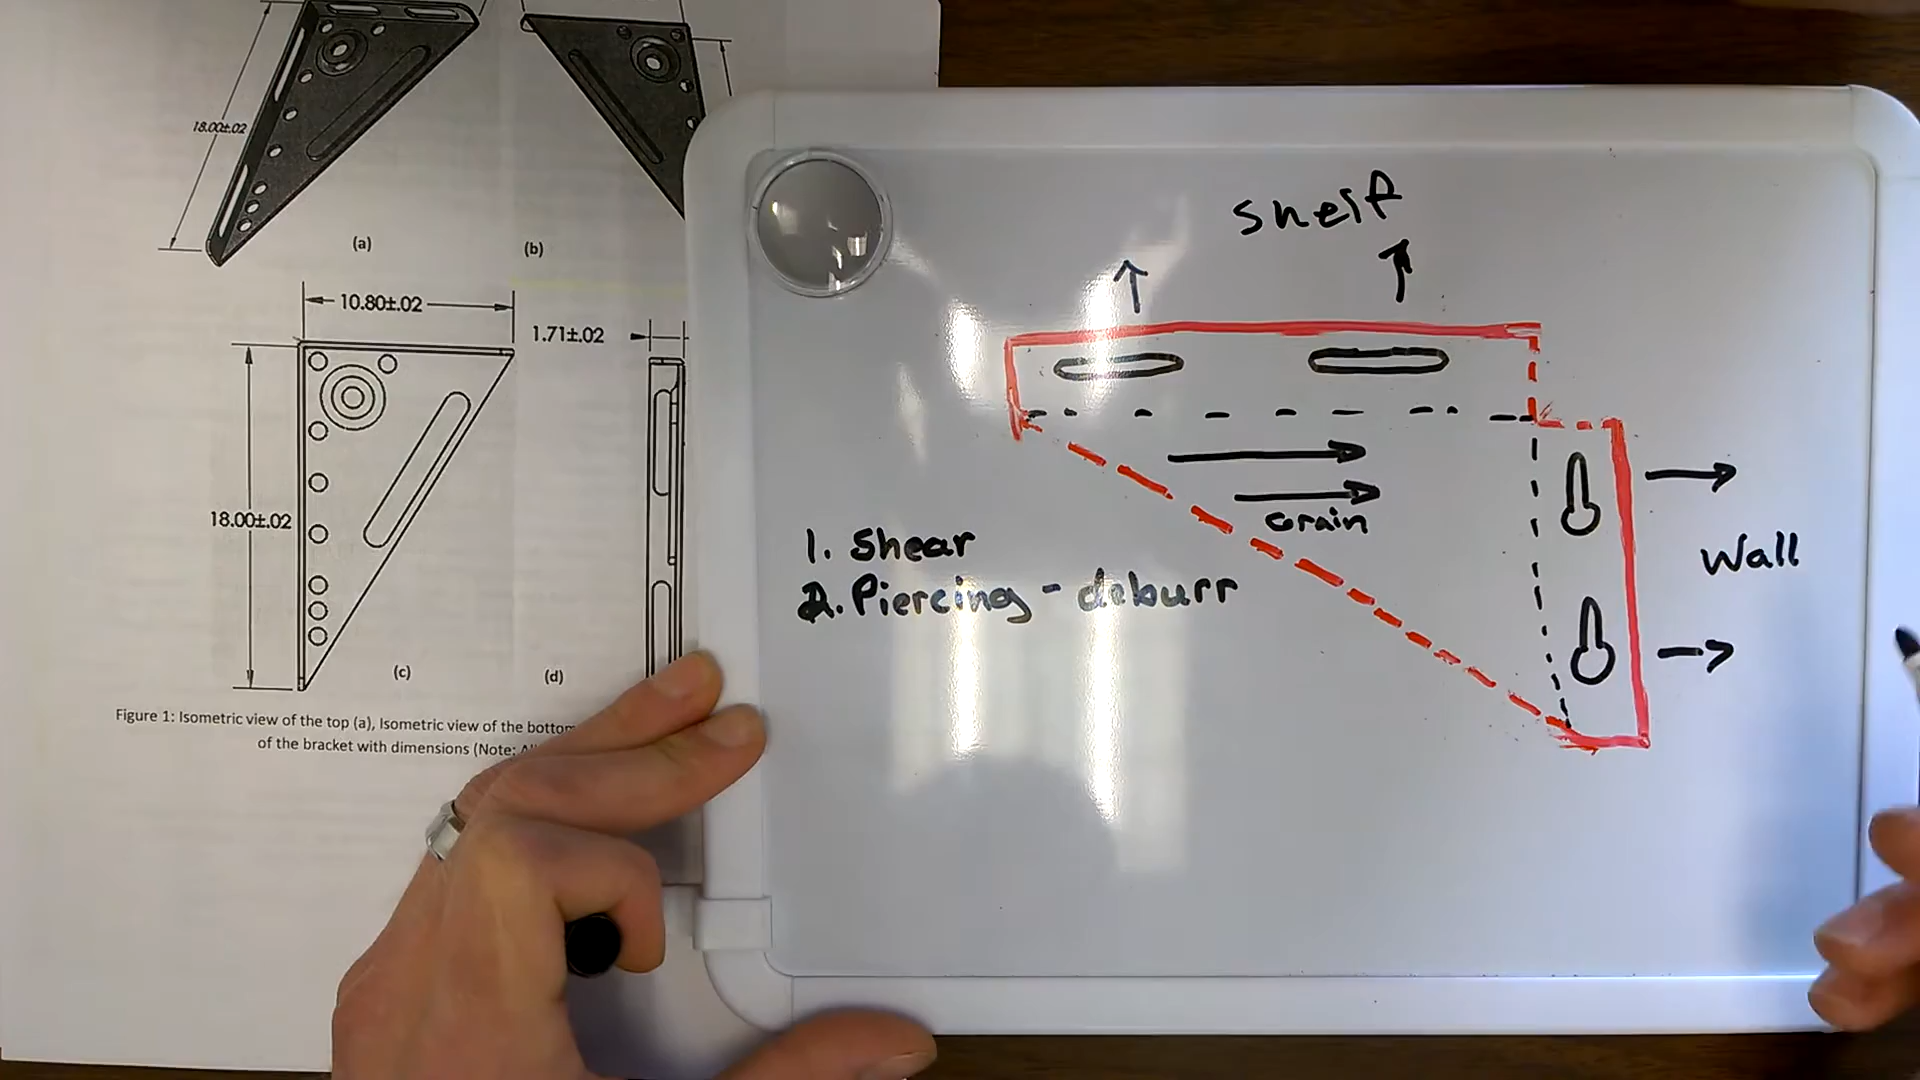 18.00±.02
(a)
(b)
10.80±.02
1.71±.02
18.00±.02
(c)
(d)
Figure 1: Isometric view of the top (a), Isometric view of the bottom
of the bracket with dimensions (Note:
Shelf
Grain
Wall
1. Shear
2. Piercing - deburr